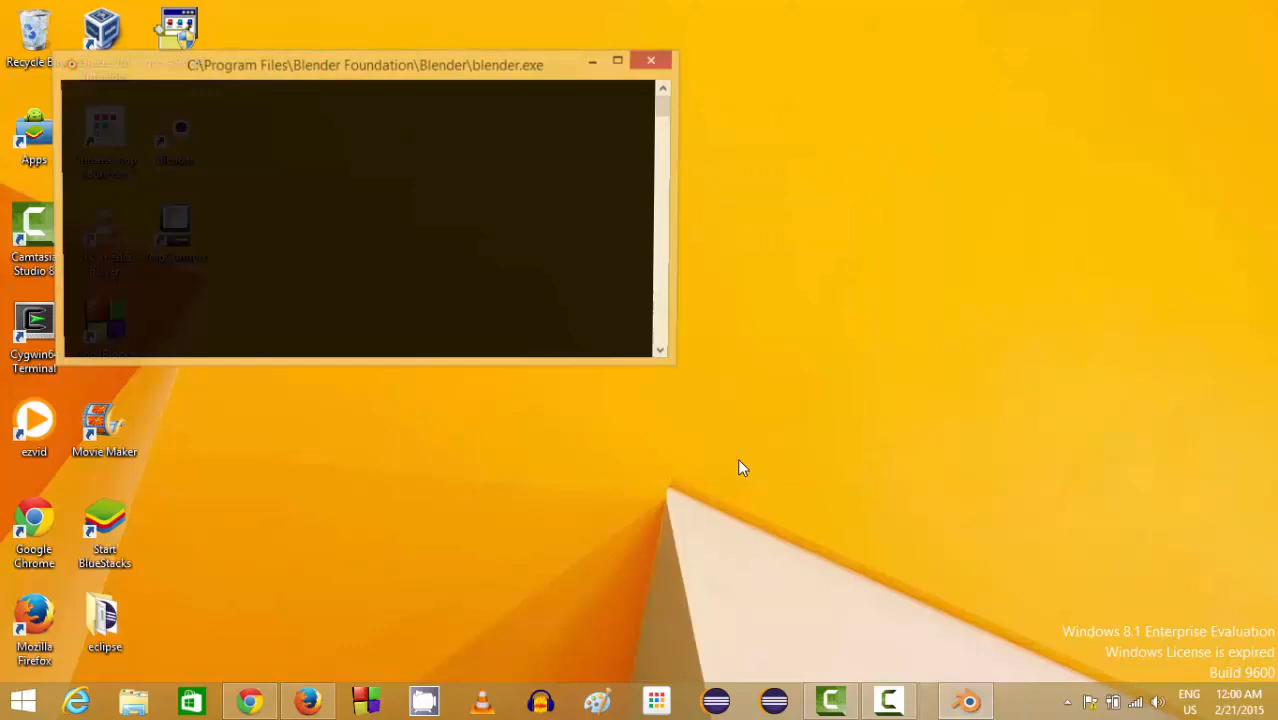 C:\Program Files\Blender Foundation\Blender\blender.exe
Apps
Camtasia
Studio 8
Cygwin64
Terminal
ezvid
Movie Maker
Google
Chrome
Start
BlueStacks
Mozilla
Firefox
eclipse
Windows 8.1 Enterprise Evaluation
Windows License is expired
Build 9600
ENG
US
12:00 AM
2/21/2015